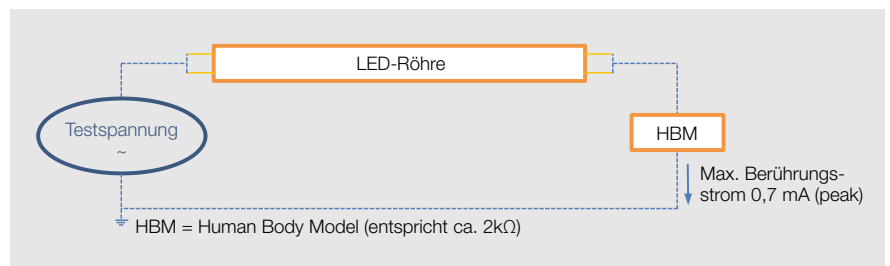 LED-Röhre
Testspannung
~
HBM
Max. Berührungs-
strom 0,7 mA (peak)
HBM = Human Body Model (entspricht ca. 2kΩ)